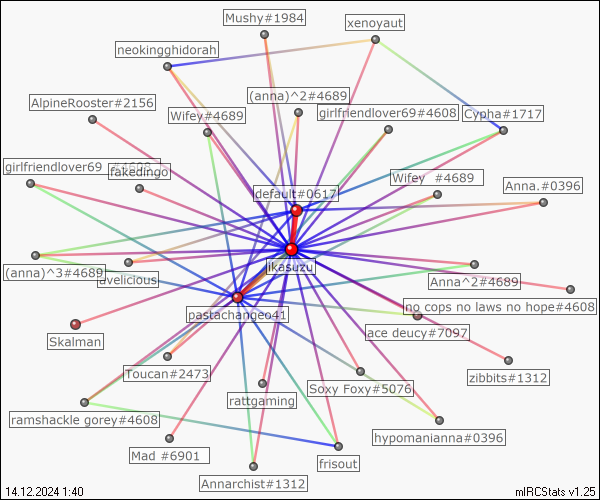 Mushy#1984
xenoyaut
neokingghidorah
(anna)^2#4689
AlpineRooster#2156
Wifey#4689
girlfriendlover69#4608
Cypha#1717
girlfriendlover69
fakedingo
Wifey #4689
default#0617
Anna.#0396
ikasuzu
(anna)^3#4689
avelicious
Anna^2#4689
no cops no laws no hope#4608
pastachangeo41
ace deucy#7097
Skalman
Toucan#2473
zibbits#1312
Soxy Foxy#5076
rattgaming
ramshackle gorey#4608
hypomanianna#0396
Mad #6901
frisout
Annarchist#1312
14.12.2024 1:40
mIRCStats v1.25